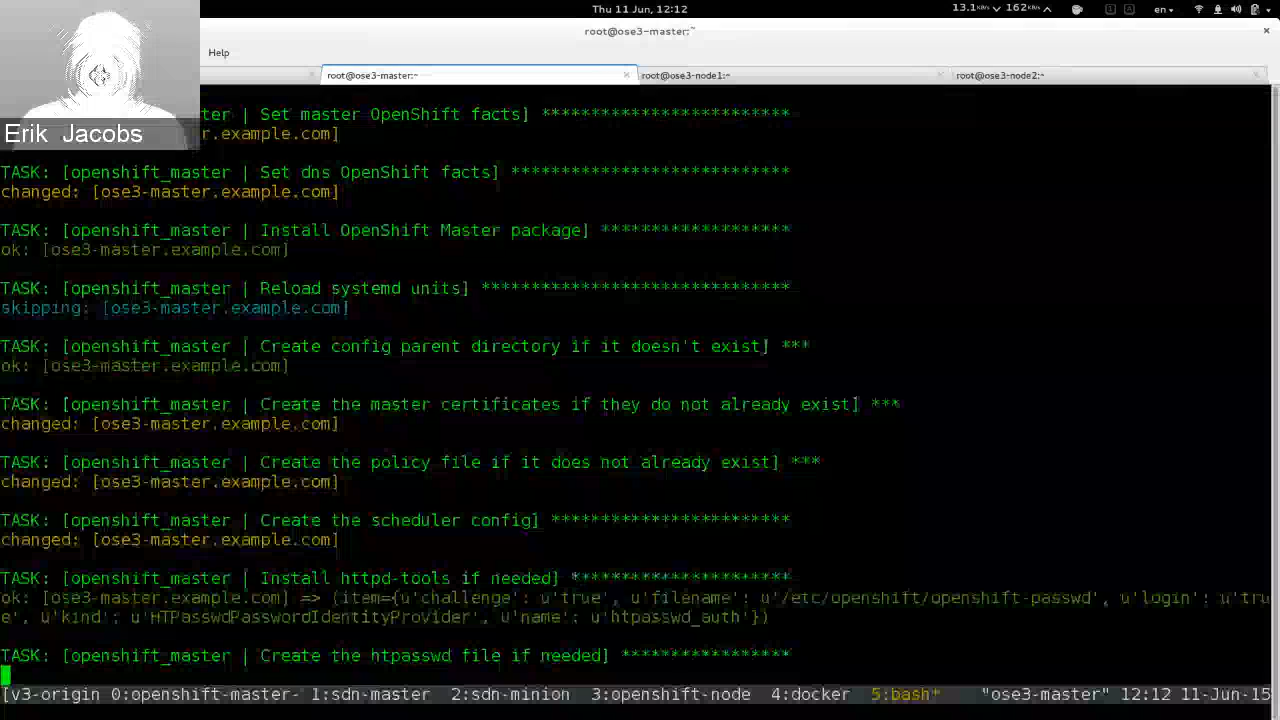 Thu 11 Jun, 12:12
13.1 kB/s 162 kB/s
en
root@ose3-master:~
Help
root@ose3-master:~
root@ose3-node1:~
root@ose3-node2:~
Erik Jacobs
ter | Set master OpenShift facts] *************************
r.example.com]
TASK: [openshift_master | Set dns OpenShift facts] ****************************
changed: [ose3-master.example.com]
TASK: [openshift_master | Install OpenShift Master package] *******************
ok: [ose3-master.example.com]
TASK: [openshift_master | Reload systemd units] *******************************
skipping: [ose3-master.example.com]
TASK: [openshift_master | Create config parent directory if it doesn't exist] ***
ok: [ose3-master.example.com]
TASK: [openshift_master | Create the master certificates if they do not already exist] ***
changed: [ose3-master.example.com]
TASK: [openshift_master | Create the policy file if it does not already exist] ***
changed: [ose3-master.example.com]
TASK: [openshift_master | Create the scheduler config] ************************
changed: [ose3-master.example.com]
TASK: [openshift_master | Install httpd-tools if needed] **********************
ok: [ose3-master.example.com] => (item={u'challenge': u'true', u'filename': u'/etc/openshift/openshift-passwd', u'login': u'tru
e', u'kind': u'HTPasswdPasswordIdentityProvider', u'name': u'htpasswd_auth'})
TASK: [openshift_master | Create the htpasswd file if needed] *****************
[v3-origin 0:openshift-master- 1:sdn-master 2:sdn-minion 3:openshift-node 4:docker 5:bash* "ose3-master" 12:12 11-Jun-15